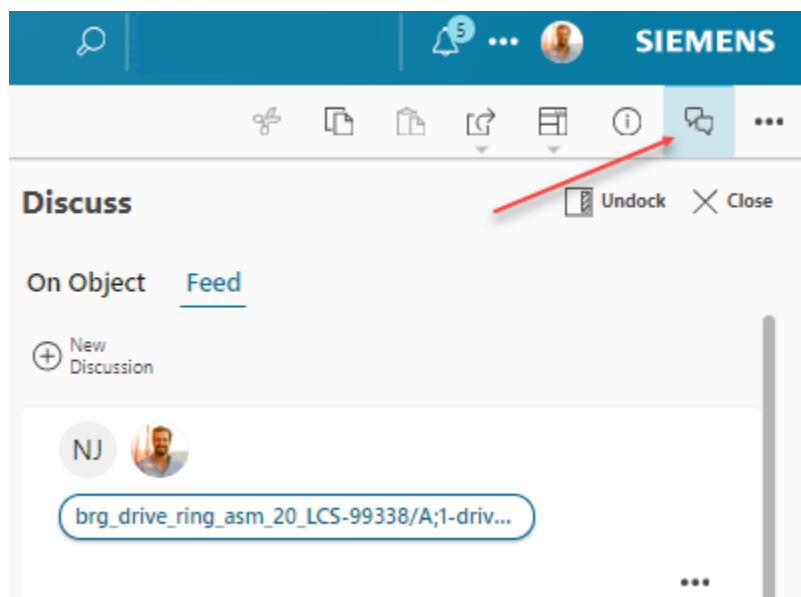 5
SIEMENS
Discuss
Undock
Close
On Object
Feed
New
Discussion
NJ
brg_drive_ring_asm_20_LCS-99338/A;1-driv...